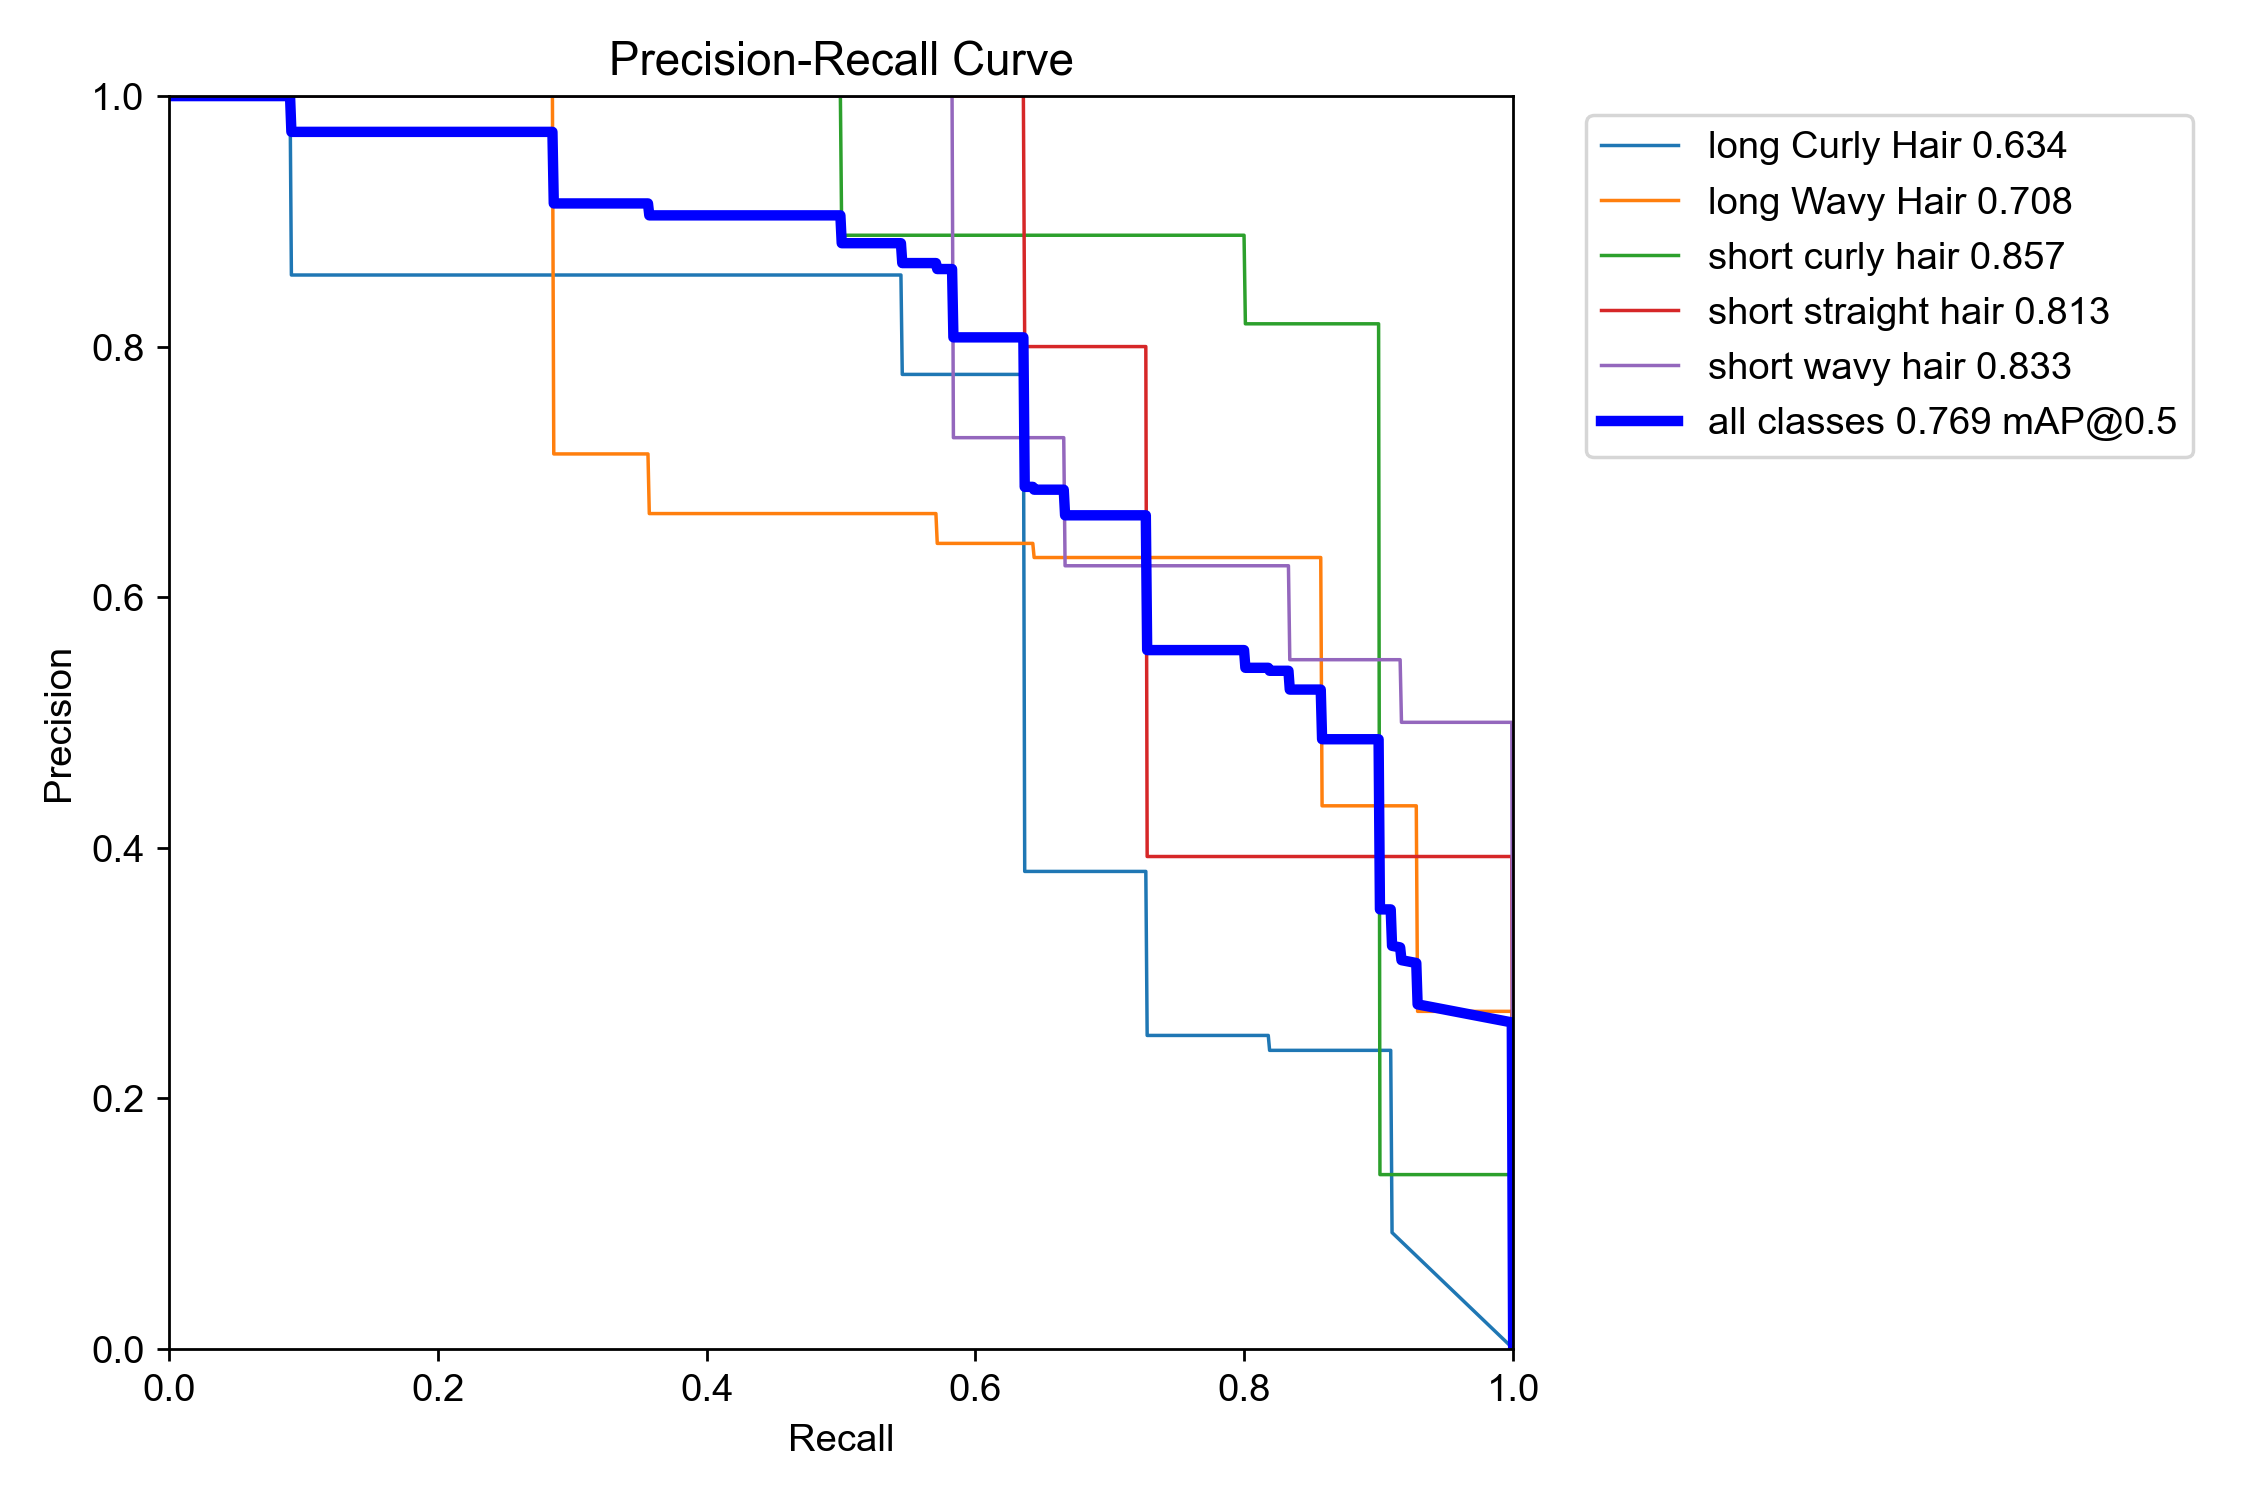 Precision-Recall Curve
1.0
0.8
0.6
0.4
0.2
0.0
Precision
0.0 0.2 0.4 0.6 0.8 1.0
Recall
long Curly Hair 0.634
long Wavy Hair 0.708
short curly hair 0.857
short straight hair 0.813
short wavy hair 0.833
all classes 0.769 mAP@0.5